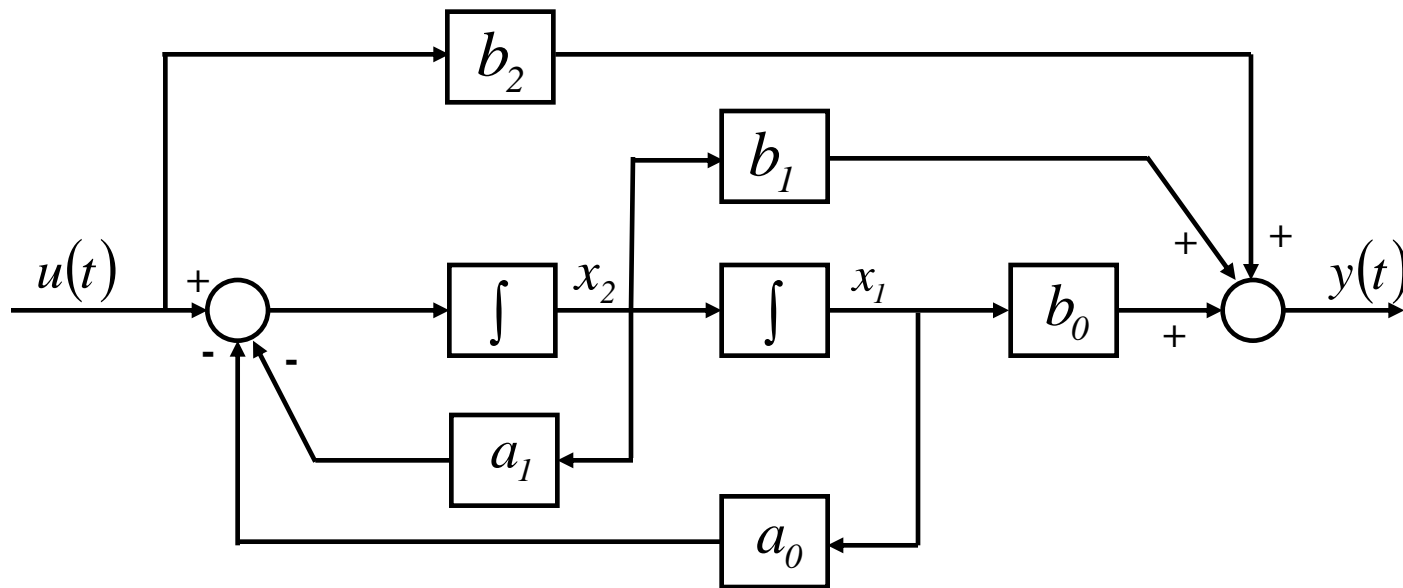 b₂
b₁
+ +
u(t) + ∫ x₂ ∫ x₁ b₀ y(t)
- - +
a₁
a₀